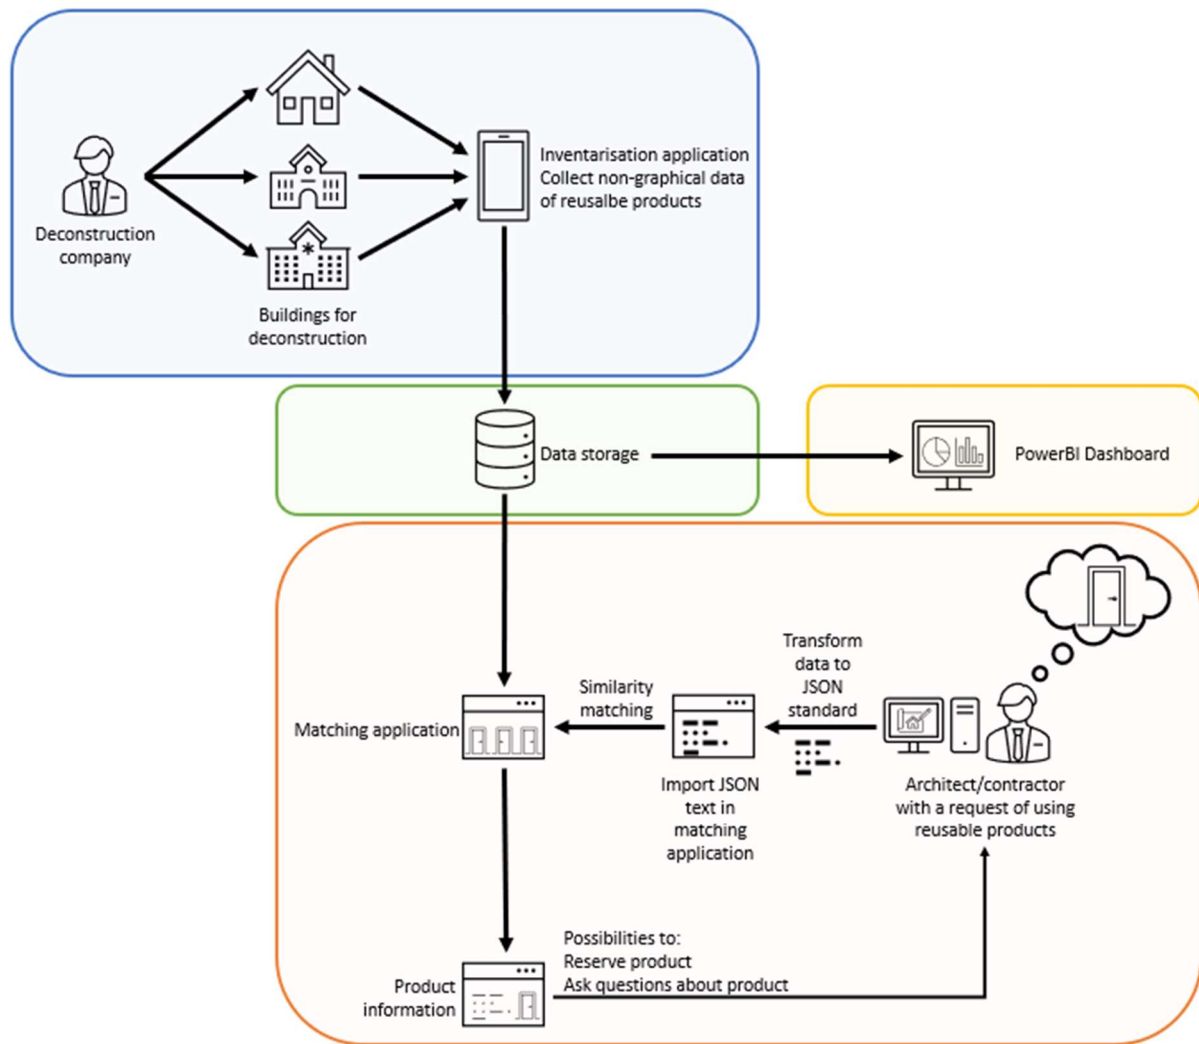 Inventarisation application
Collect non-graphical data
of reusalbe products
Deconstruction
company
Buildings for
deconstruction
Data storage
PowerBI Dashboard
Transform
data to
JSON
standard
Similarity
matching
Matching application
Import JSON
text in
matching
application
Architect/contractor
with a request of using
reusable products
Possibilities to:
Reserve product
Ask questions about product
Product
information